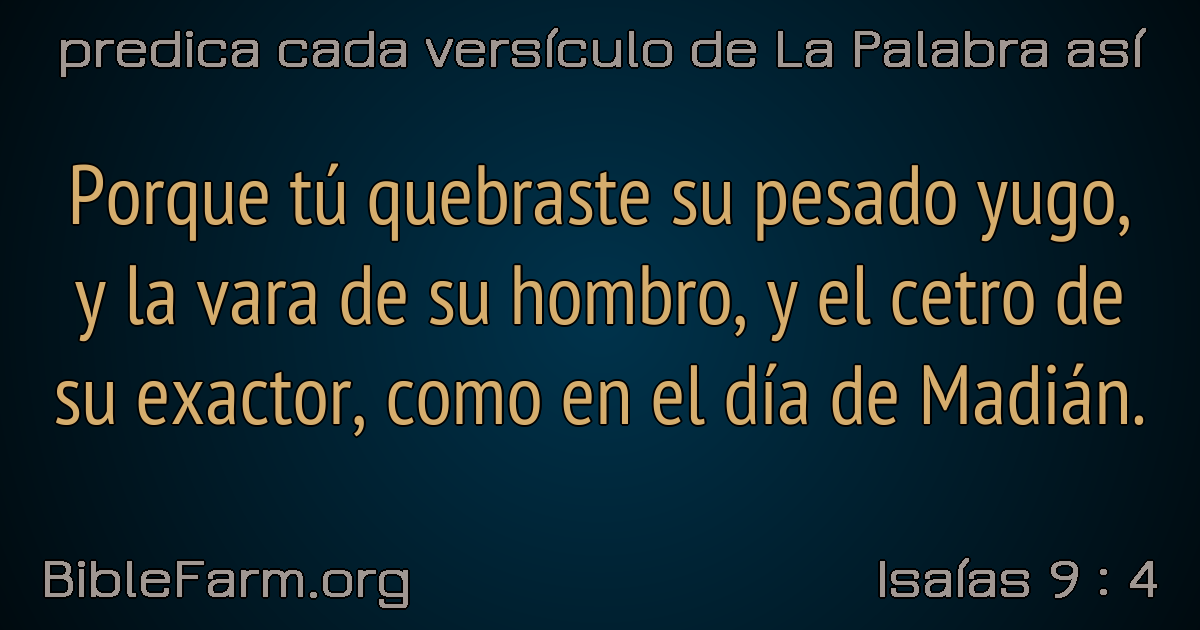 predica cada versículo de La Palabra así
Porque tú quebraste su pesado yugo,
y la vara de su hombro, y el cetro de
su exactor, como en el día de Madián.
BibleFarm.org
Isaías 9 : 4